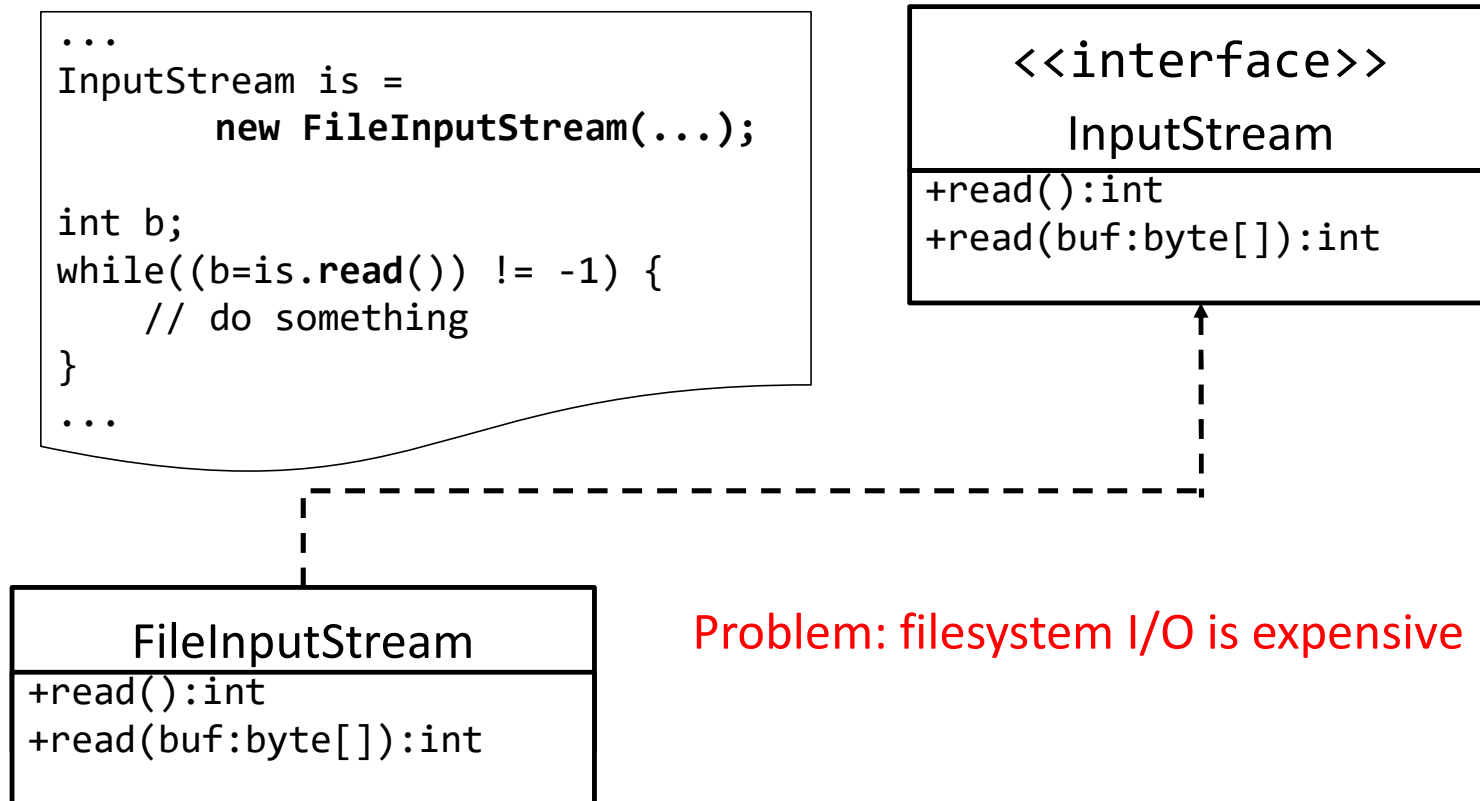 ...
InputStream is =
new FileInputStream(...);
int b;
while((b=is.read()) != -1) {
// do something
}
...
<<interface>>
InputStream
+read():int
+read(buf:byte[]):int
FileInputStream
+read():int
+read(buf:byte[]):int
Problem: filesystem I/O is expensive